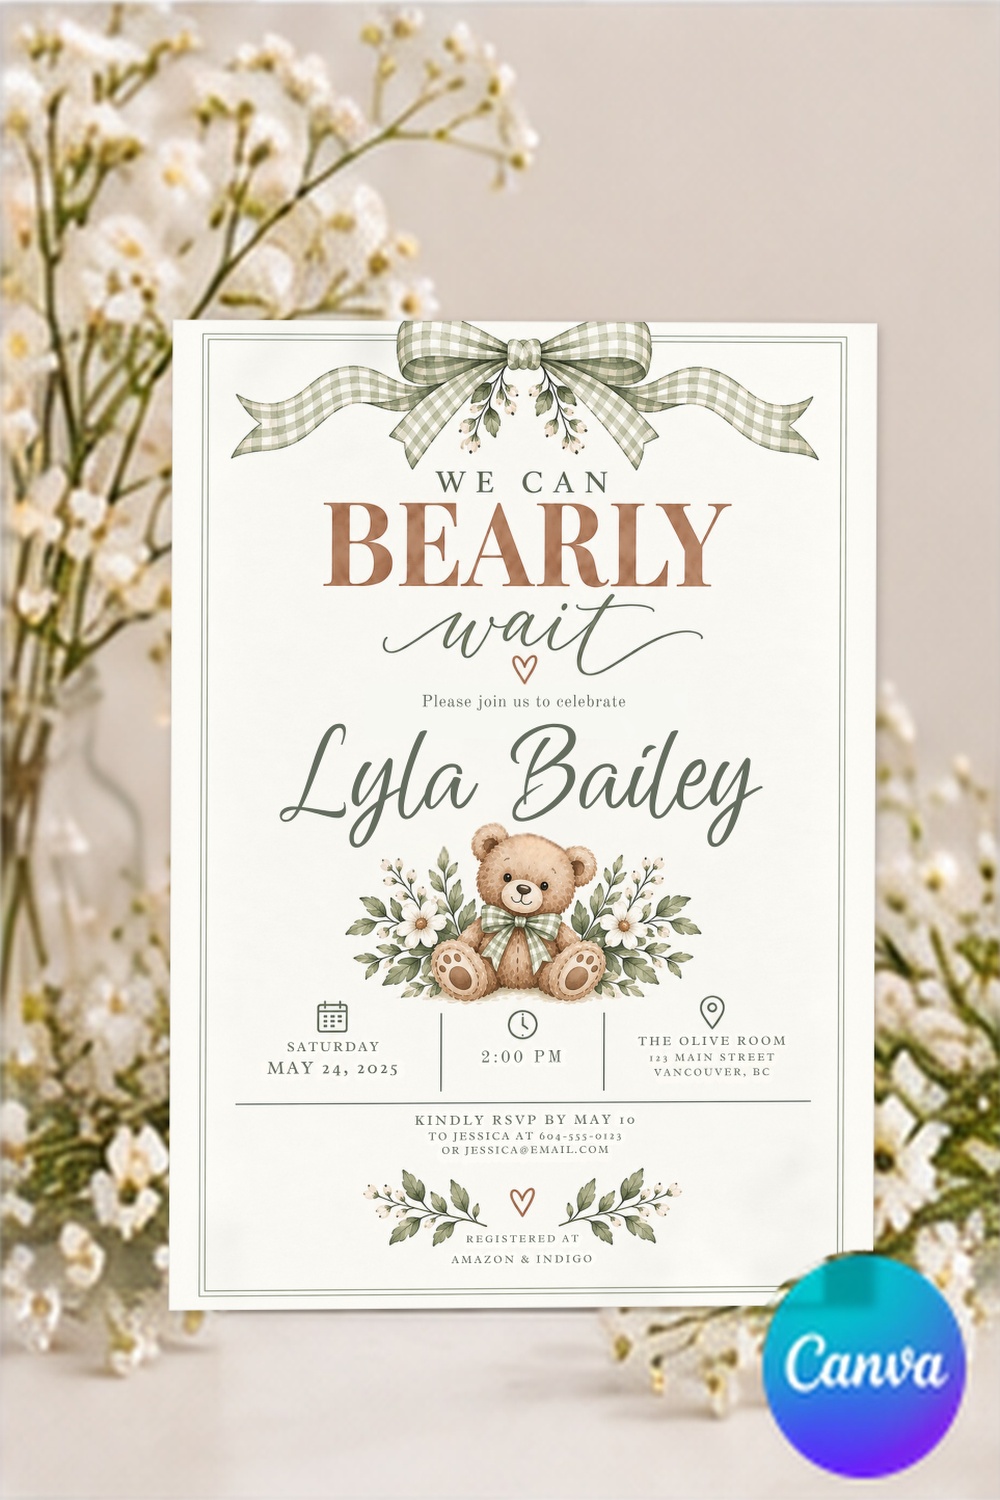 WE CAN
BEARLY
wait
Please join us to celebrate
Lyla Bailey
SATURDAY
MAY 24, 2025
2:00 PM
THE OLIVE ROOM
123 MAIN STREET
VANCOUVER, BC
KINDLY RSVP BY MAY 10
TO JESSICA AT 604-555-0123
OR JESSICA@EMAIL.COM
REGISTERED AT
AMAZON & INDIGO
Canva